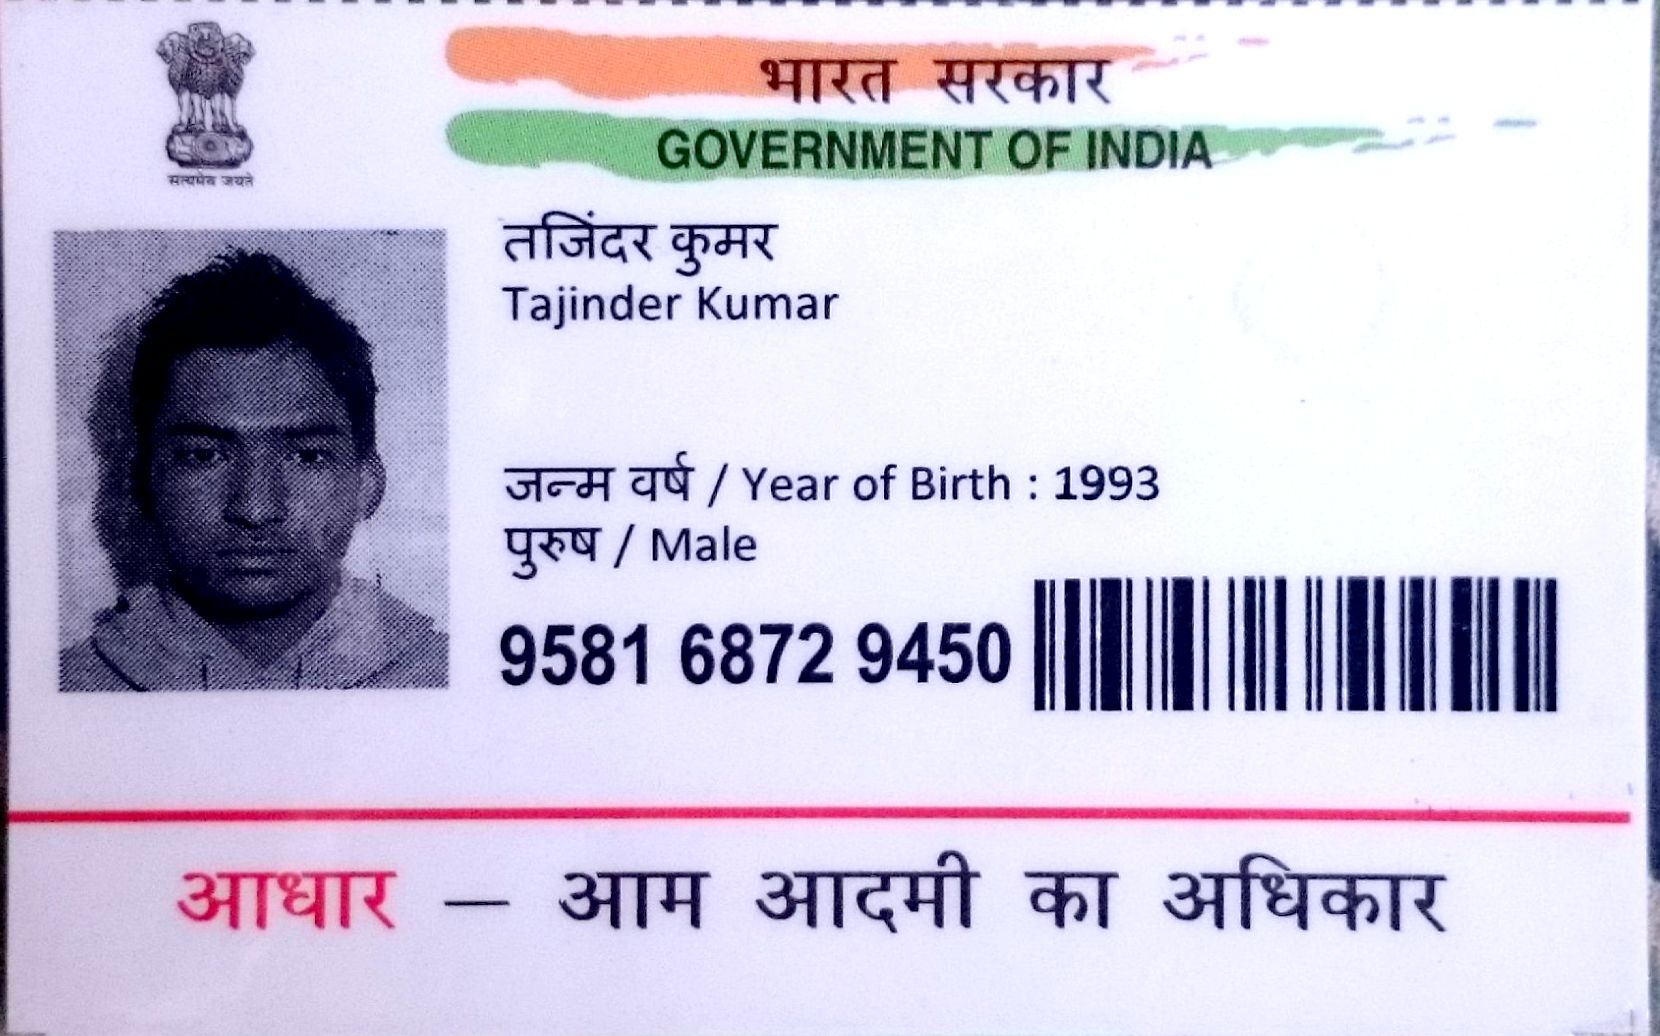 सत्यमेव जयते
भारत सरकार
GOVERNMENT OF INDIA
तजिंदर कुमर
Tajinder Kumar
जन्म वर्ष / Year of Birth : 1993
पुरुष / Male
9581 6872 9450
आधार – आम आदमी का अधिकार